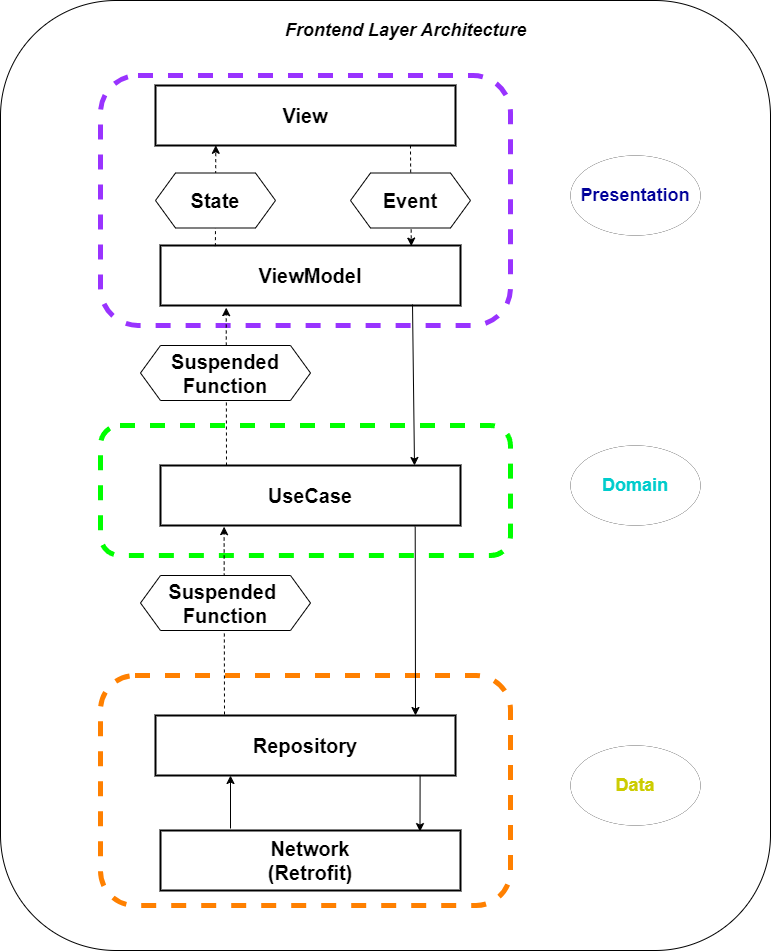 Frontend Layer Architecture
View
State
Event
Presentation
ViewModel
Suspended
Function
UseCase
Domain
Suspended
Function
Repository
Data
Network
(Retrofit)